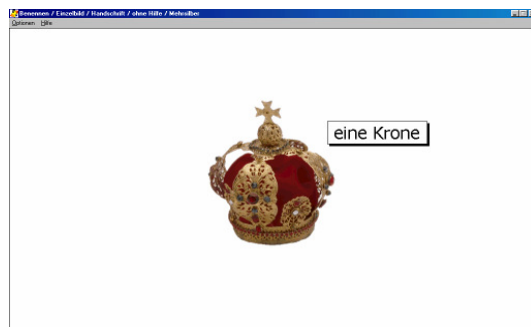 Benennen / Einzelbild / Handschrift / ohne Hilfe / Mehrsilber
Optionen Hilfe
eine Krone